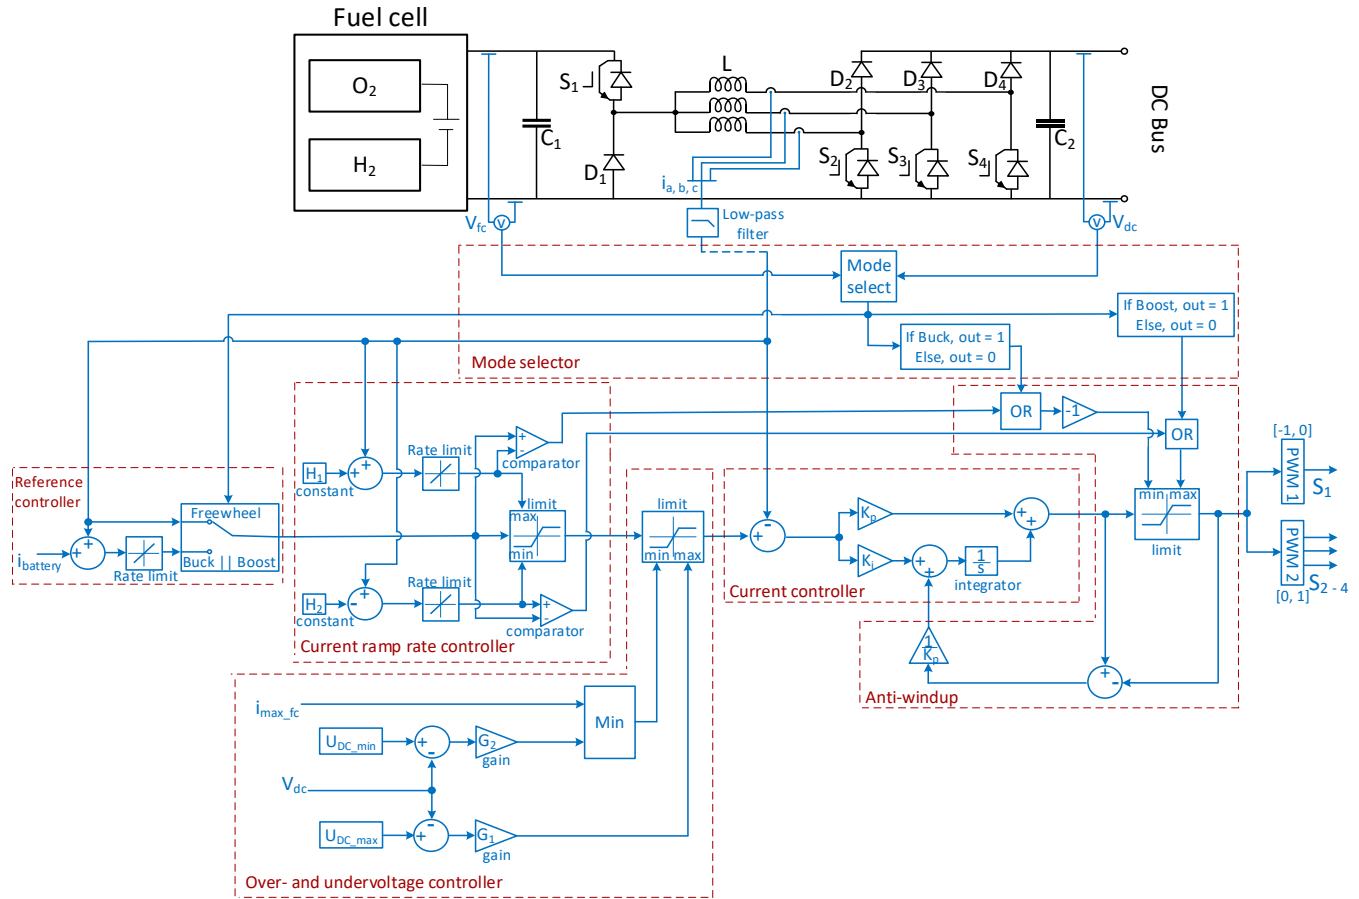 Fuel cell
O2
H2
C1
S1
D1
L
D2
D3
D4
S2
S3
S4
C2
DC Bus
ia, b, c
Vfc
V
Low-pass
filter
V
Vdc
Mode
select
If Boost, out = 1
Else, out = 0
If Buck, out = 1
Else, out = 0
Mode selector
OR
-1
OR
[-1, 0]
PWM 1
S1
PWM 2
[0, 1]
S2 - 4
Reference
controller
Freewheel
Buck || Boost
ibattery
+
+
Rate limit
H1
constant
+
+
Rate limit
+
-
comparator
limit
max
min
H2
constant
-
+
Rate limit
+
-
comparator
Current ramp rate controller
limit
min max
+
-
Kp
Ki
+
+
1
s
integrator
+
+
Current controller
min max
limit
1
Kp
+
-
Anti-windup
imax_fc
Min
UDC_min
+
-
G2
gain
Vdc
UDC_max
+
-
G1
gain
Over- and undervoltage controller